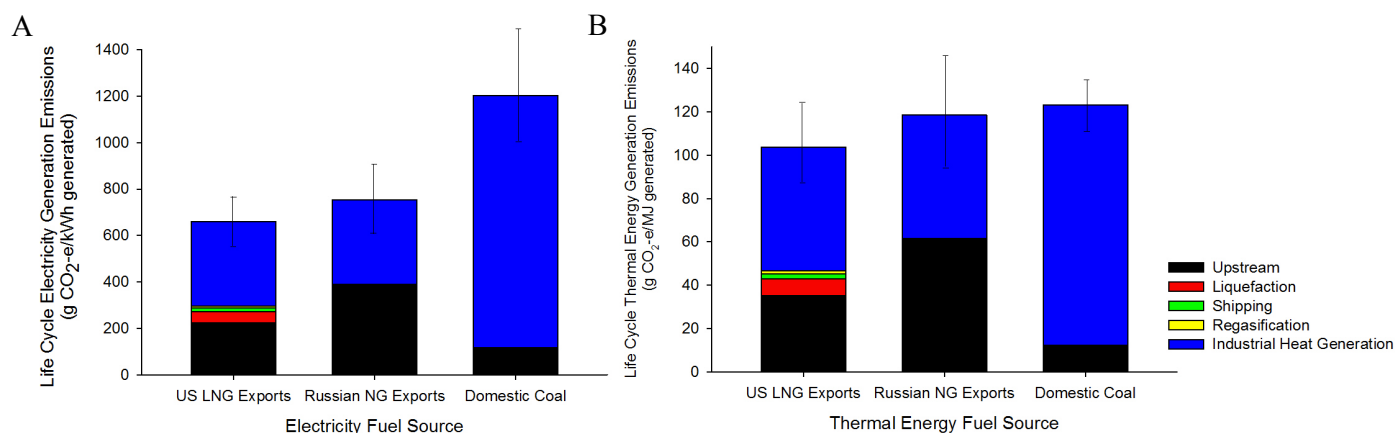 A
Life Cycle Electricity Generation Emissions
(g CO2-e/kWh generated)
1400
1200
1000
800
600
400
200
0
US LNG Exports
Russian NG Exports
Domestic Coal
Electricity Fuel Source
B
Life Cycle Thermal Energy Generation Emissions
(g CO2-e/MJ generated)
140
120
100
80
60
40
20
0
US LNG Exports
Russian NG Exports
Domestic Coal
Thermal Energy Fuel Source
Upstream
Liquefaction
Shipping
Regasification
Industrial Heat Generation